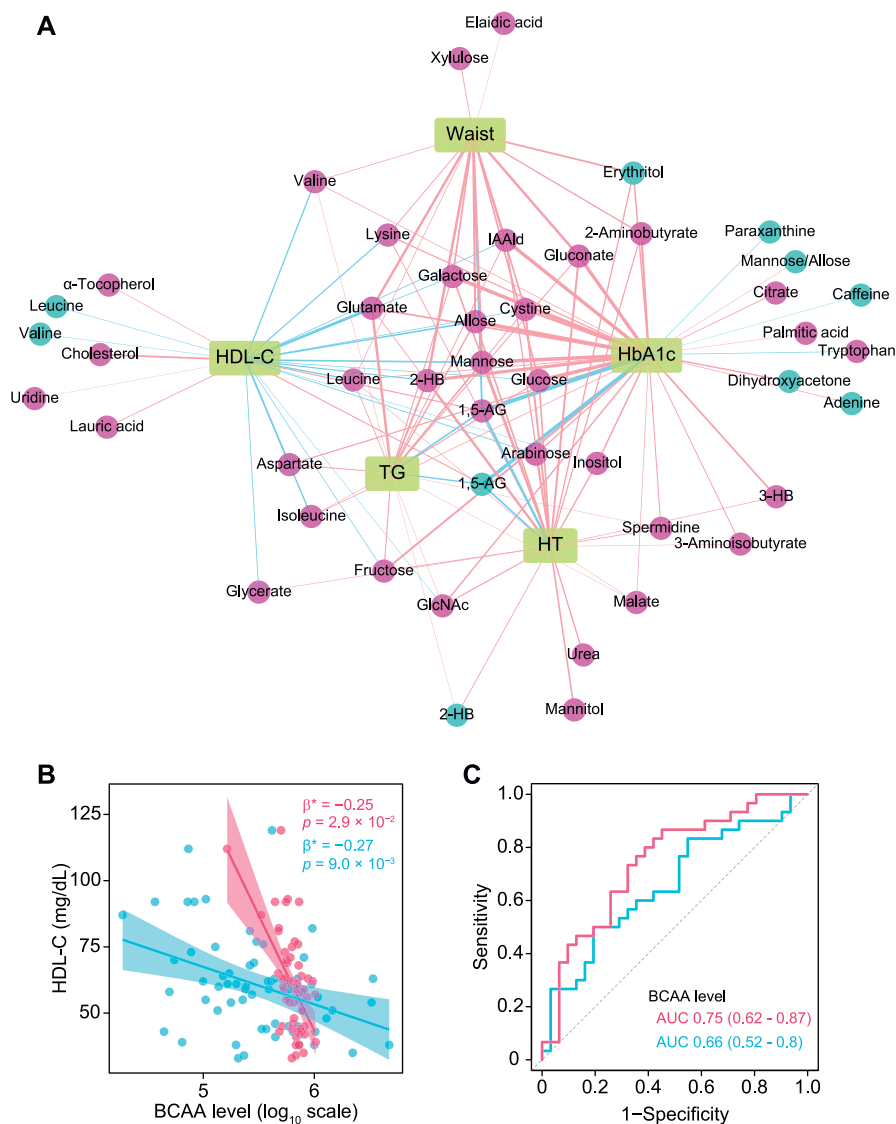 A
Elaidic acid
Xylulose
Waist
Erythritol
Valine
Paraxanthine
Lysine
IAAld
2-Aminobutyrate
Gluconate
Mannose/Allose
α-Tocopherol
Galactose
Citrate
Caffeine
Leucine
Glutamate
Cystine
Valine
Allose
Palmitic acid
Cholesterol
HDL-C
Mannose
HbA1c
Tryptophan
Leucine
2-HB
Glucose
Dihydroxyacetone
Uridine
1,5-AG
Adenine
Lauric acid
Arabinose
Aspartate
TG
Inositol
1,5-AG
3-HB
Isoleucine
Spermidine
HT
3-Aminoisobutyrate
Fructose
Glycerate
GlcNAc
Malate
Urea
2-HB
Mannitol
B
HDL-C (mg/dL)
125
100
75
50
β* = −0.25
p = 2.9 × 10−2
β* = −0.27
p = 9.0 × 10−3
5
6
BCAA level (log10 scale)
C
Sensitivity
1.0
0.8
0.6
0.4
0.2
0
BCAA level
AUC 0.75 (0.62 - 0.87)
AUC 0.66 (0.52 - 0.8)
0
0.2
0.4
0.6
0.8
1.0
1−Specificity